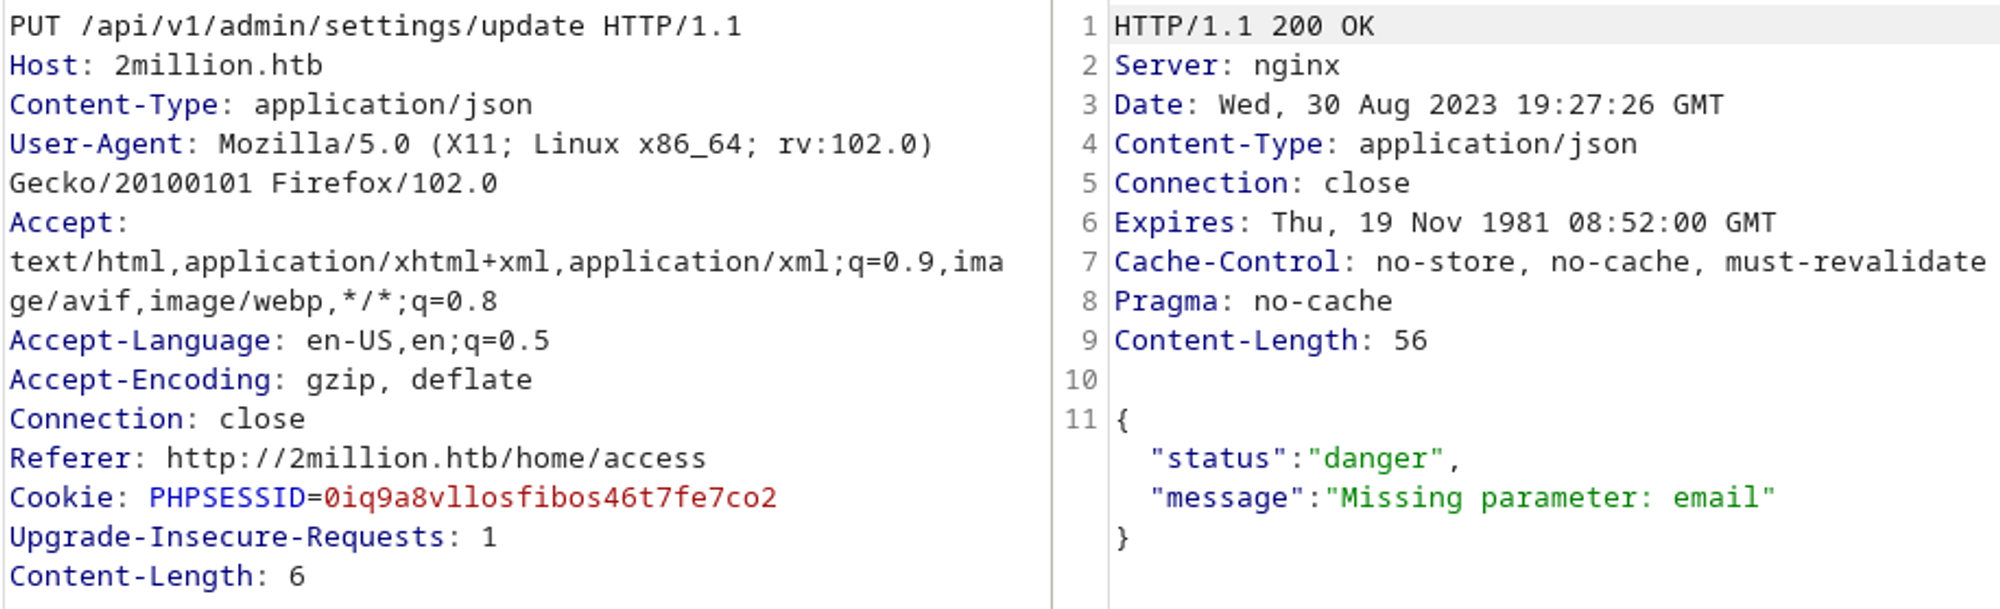 PUT /api/v1/admin/settings/update HTTP/1.1
Host: 2million.htb
Content-Type: application/json
User-Agent: Mozilla/5.0 (X11; Linux x86_64; rv:102.0)
Gecko/20100101 Firefox/102.0
Accept:
text/html,application/xhtml+xml,application/xml;q=0.9,ima
ge/avif,image/webp,*/*;q=0.8
Accept-Language: en-US,en;q=0.5
Accept-Encoding: gzip, deflate
Connection: close
Referer: http://2million.htb/home/access
Cookie: PHPSESSID=0iq9a8vllosfibos46t7fe7co2
Upgrade-Insecure-Requests: 1
Content-Length: 6
1 HTTP/1.1 200 OK
2 Server: nginx
3 Date: Wed, 30 Aug 2023 19:27:26 GMT
4 Content-Type: application/json
5 Connection: close
6 Expires: Thu, 19 Nov 1981 08:52:00 GMT
7 Cache-Control: no-store, no-cache, must-revalidate
8 Pragma: no-cache
9 Content-Length: 56
10
11 {
"status":"danger",
"message":"Missing parameter: email"
}